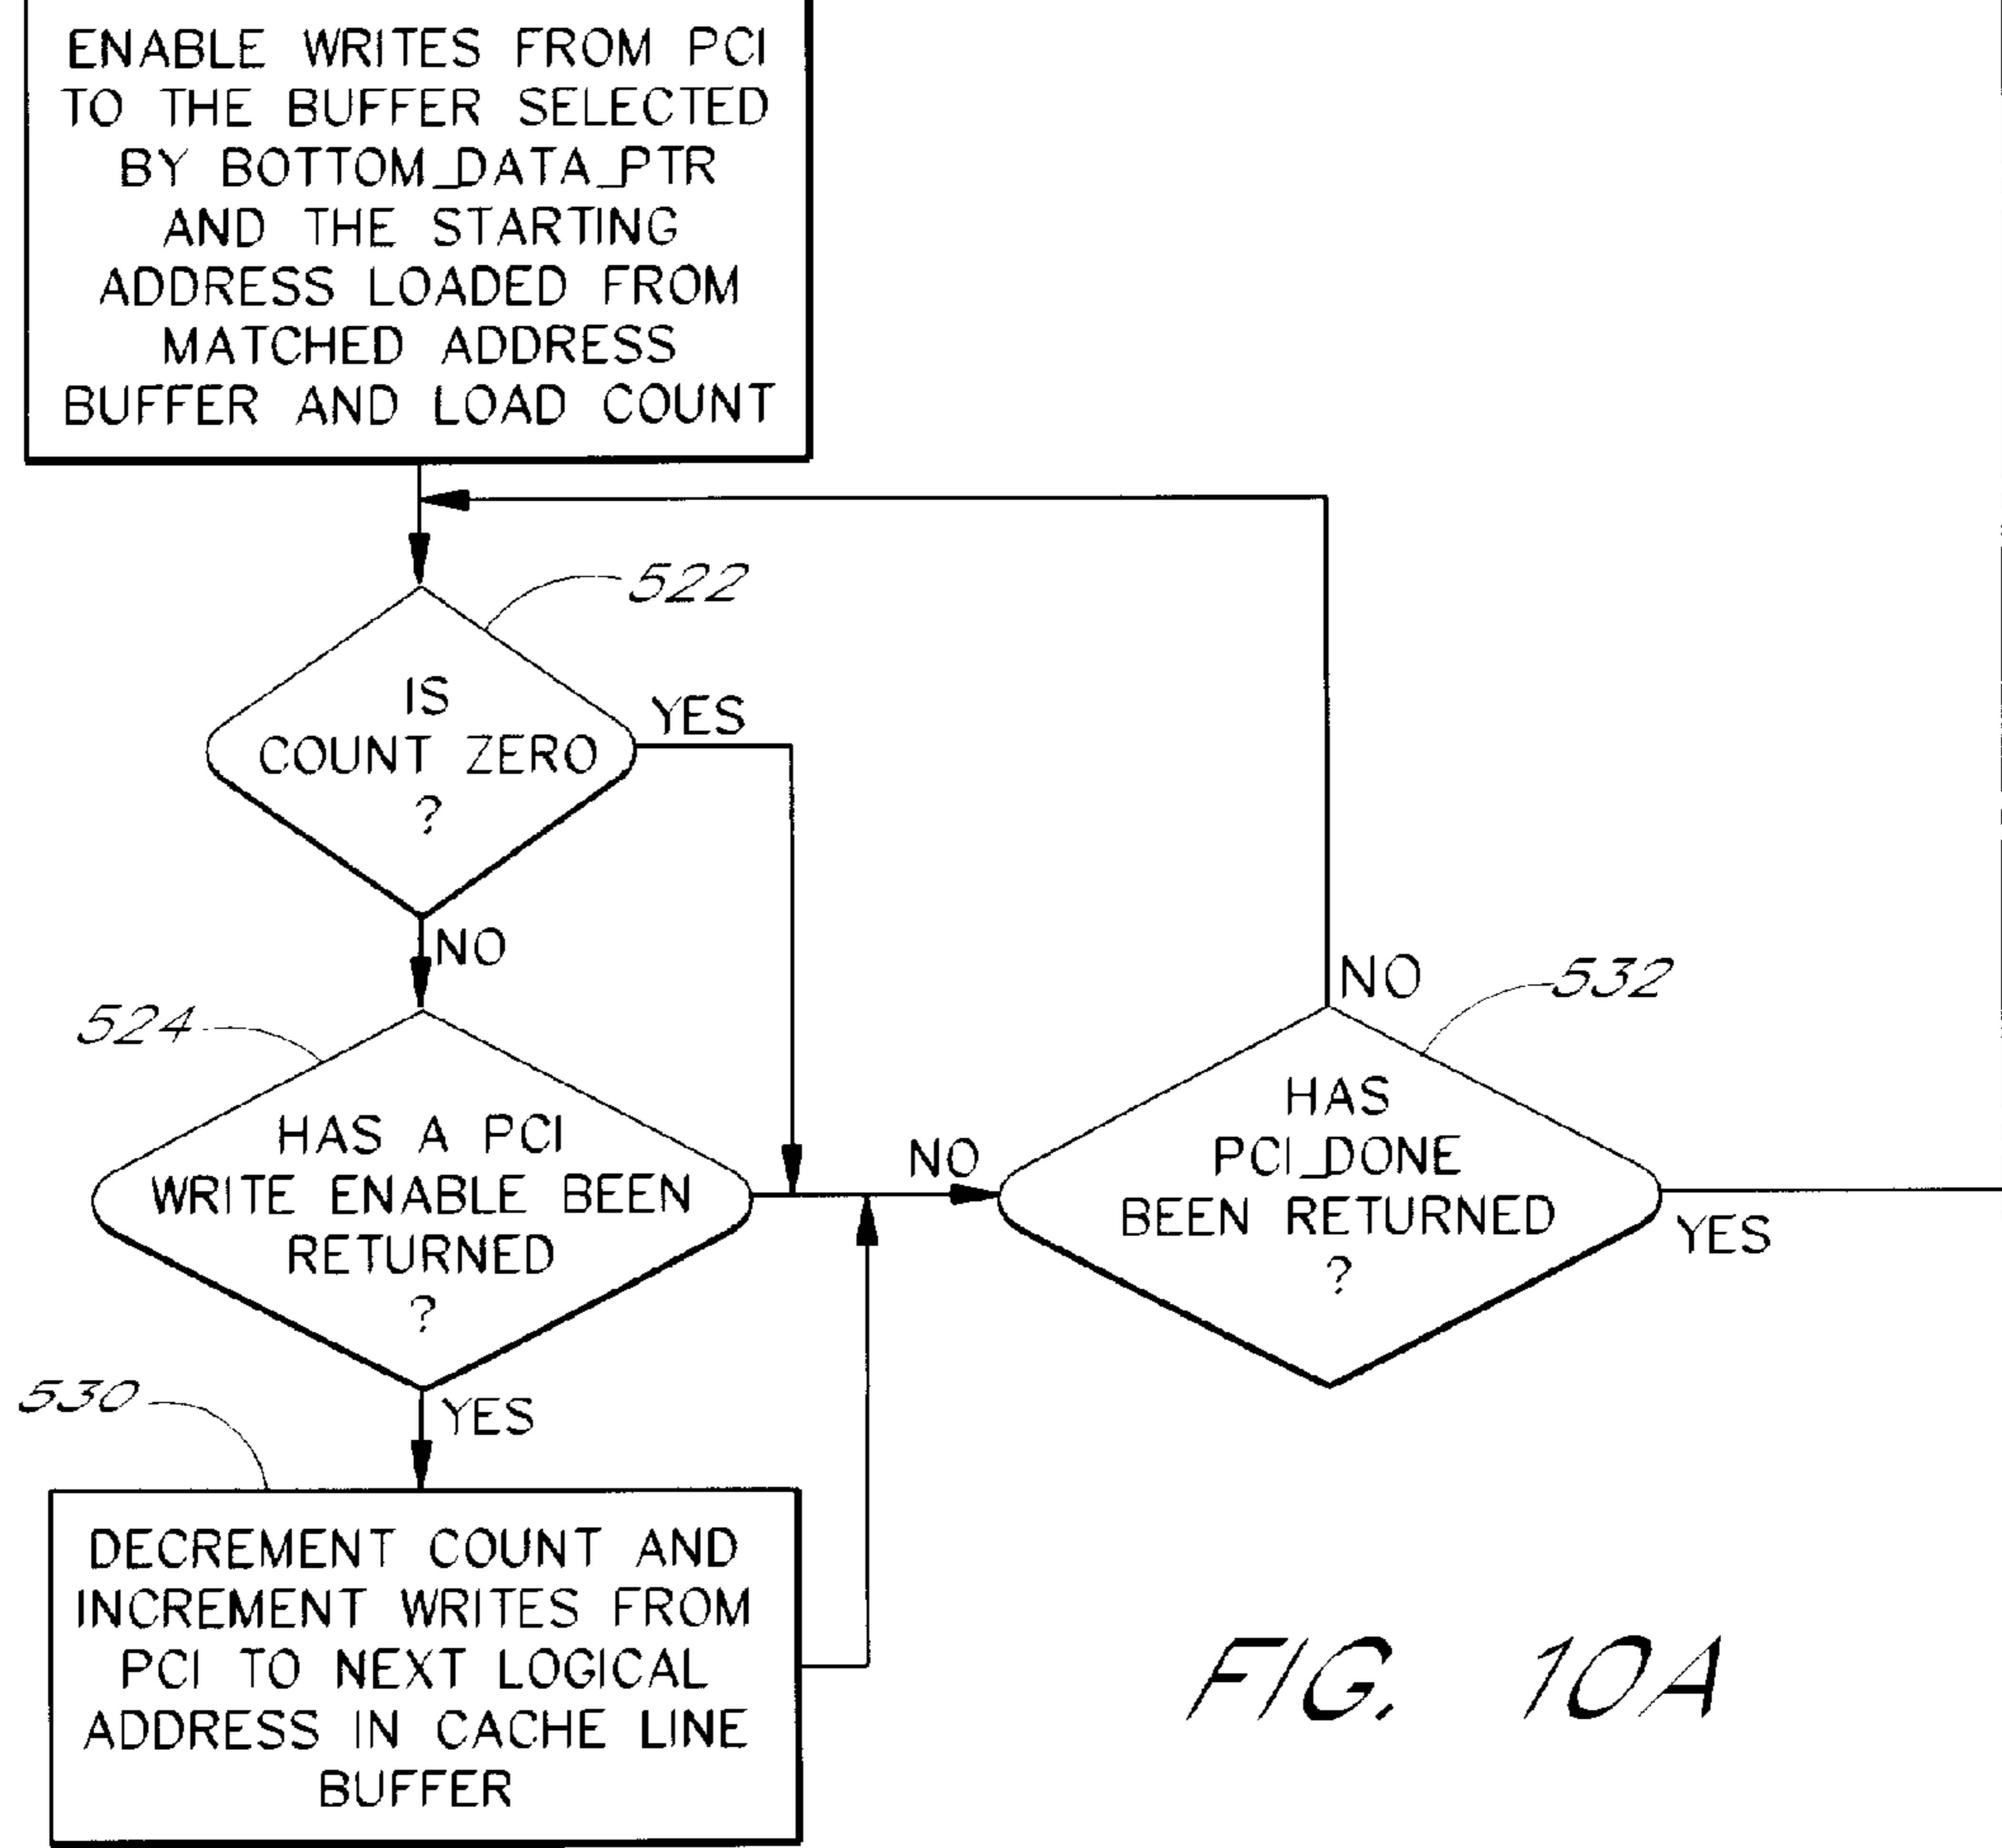 ENABLE WRITES FROM PCI
TO THE BUFFER SELECTED
BY BOTTOM_DATA_PTR
AND THE STARTING
ADDRESS LOADED FROM
MATCHED ADDRESS
BUFFER AND LOAD COUNT
522
IS
COUNT ZERO
?
YES
NO
524
HAS A PCI
WRITE ENABLE BEEN
RETURNED
?
NO
YES
532
NO
HAS
PCI_DONE
BEEN RETURNED
?
YES
530
DECREMENT COUNT AND
INCREMENT WRITES FROM
PCI TO NEXT LOGICAL
ADDRESS IN CACHE LINE
BUFFER
FIG. 10A